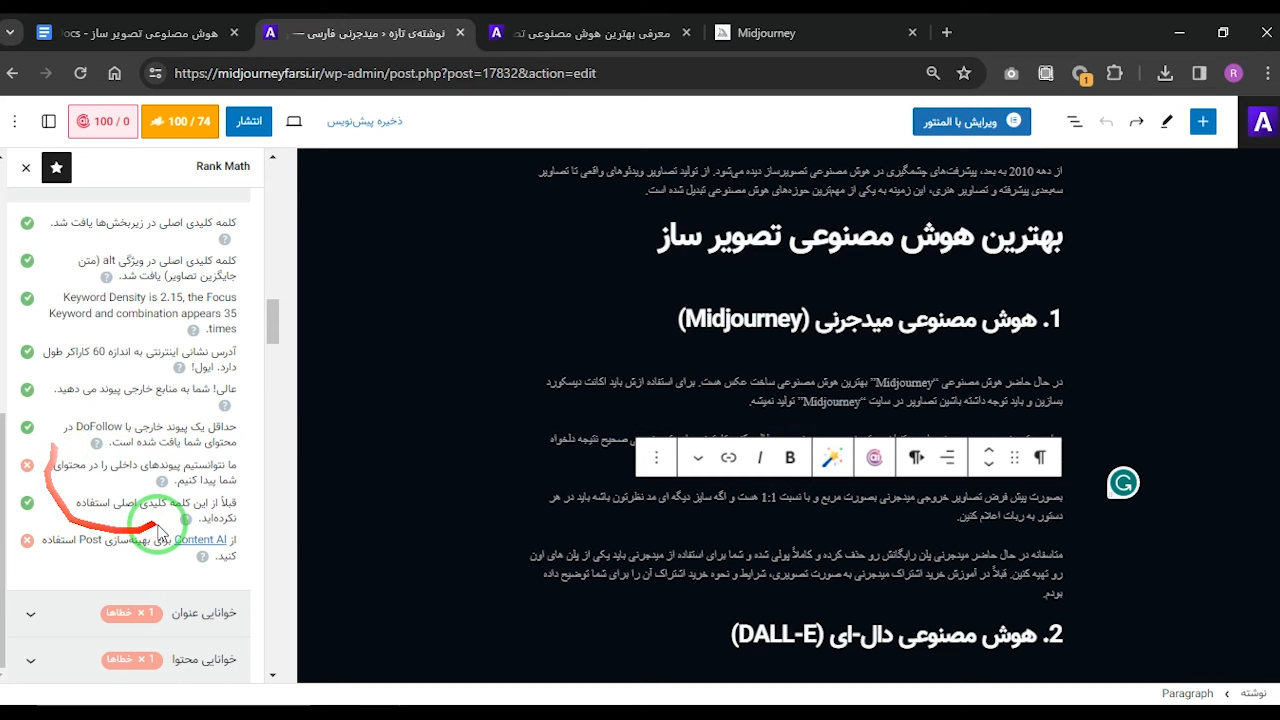 هوش مصنوعی تصویر ساز - Docs
نوشته‌ی تازه ‹ میدجرنی فارسی —
معرفی بهترین هوش مصنوعی
Midjourney
https://midjourneyfarsi.ir/wp-admin/post.php?post=17832&action=edit
R
1
100 / 0
100 / 74
انتشار
ذخیره پیش‌نویس
ویرایش با المنتور
Rank Math
کلمه کلیدی اصلی در زیربخش‌ها یافت شد.
کلمه کلیدی اصلی در ویژگی alt (متن
جایگزین تصاویر) یافت شد.
Keyword Density is 2.15, the Focus
Keyword and combination appears 35
times.
آدرس نشانی اینترنتی به اندازه 60 کاراکر طول
دارد. ایول!
عالی! شما به منابع خارجی پیوند می دهید.
حداقل یک پیوند خارجی با DoFollow در
محتوای شما یافت شده است.
ما نتوانستیم پیوندهای داخلی را در محتوای
شما پیدا کنیم.
قبلاً از این کلمه کلیدی اصلی استفاده
نکرده‌اید.
از Content AI برای بهینه‌سازی Post استفاده
کنید.
خوانایی عنوان
1 × خطاها
خوانایی محتوا
1 × خطاها
از دهه 2010 به بعد، پیشرفت‌های چشمگیری در هوش مصنوعی تصویرساز دیده می‌شود. از تولید تصاویر ویدئوهای واقعی تا تصاویر
سه‌بعدی پیشرفته و تصاویر هنری، این زمینه به یکی از مهم‌ترین حوزه‌های هوش مصنوعی تبدیل شده است.
بهترین هوش مصنوعی تصویر ساز
1. هوش مصنوعی میدجرنی (Midjourney)
در حال حاضر هوش مصنوعی “Midjourney” بهترین هوش مصنوعی ساخت عکس هست. برای استفاده ازش باید اکانت دیسکورد
بسازین و باید توجه داشته باشین تصاویر در سایت “Midjourney” تولید نمیشه.
صحیح نتیجه دلخواه
بصورت پیش فرض تصاویر خروجی میدجرنی بصورت مربع و با نسبت 1:1 هست و اگه سایز دیگه ای مد نظرتون باشه باید در هر
دستور به ربات اعلام کنین.
متاسفانه در حال حاضر میدجرنی پلن رایگانش رو حذف کرده و کاملاً پولی شده و شما برای استفاده از میدجرنی باید یکی از پلن های اون
رو تهیه کنین. قبلاً در آموزش خرید اشتراک میدجرنی به صورت تصویری، شرایط و نحوه خرید اشتراک آن را برای شما توضیح داده
بودم.
2. هوش مصنوعی دال-ای (DALL-E)
نوشته
Paragraph